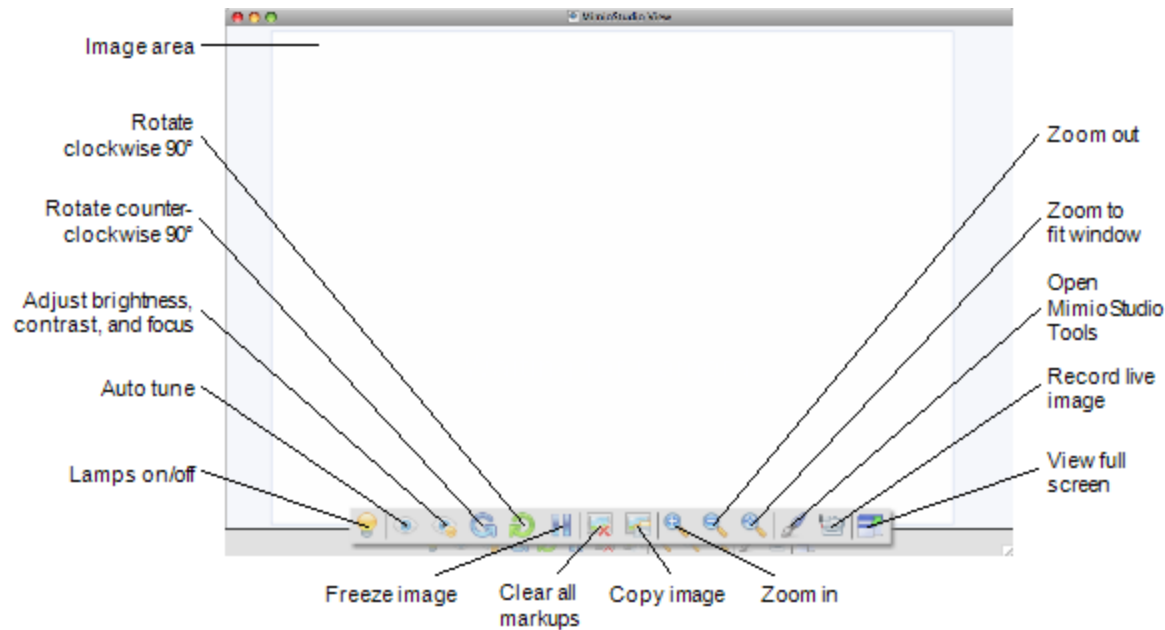 MimioStudio View
Image area
Rotate
clockwise 90°
Rotate counter-
clockwise 90°
Adjust brightness,
contrast, and focus
Auto tune
Lamps on/off
Zoom out
Zoom to
fit window
Open
MimioStudio
Tools
Record live
image
View full
screen
Freeze image
Clear all
markups
Copy image
Zoom in